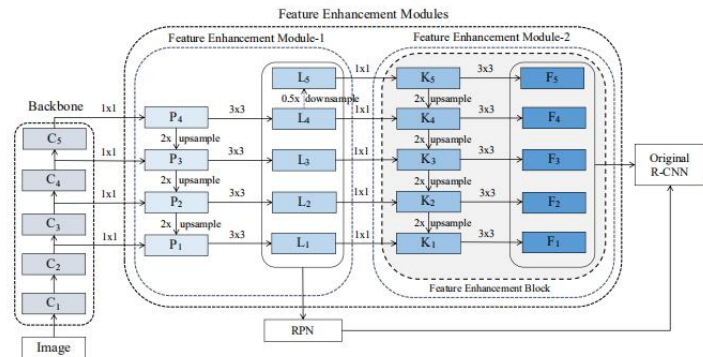 Feature Enhancement Modules
Feature Enhancement Module-1
Feature Enhancement Module-2
Backbone
1x1
P4
3x3
L5
0.5x downsample
L4
1x1
K5
3x3
F5
2x upsample
1x1
K4
3x3
F4
C5
2x upsample
1x1
P3
3x3
L3
1x1
2x upsample
K3
3x3
F3
Original
R-CNN
C4
2x upsample
1x1
P2
3x3
L2
1x1
2x upsample
K2
3x3
F2
C3
2x upsample
1x1
P1
3x3
L1
1x1
2x upsample
K1
3x3
F1
C2
C1
Feature Enhancement Block
RPN
Image